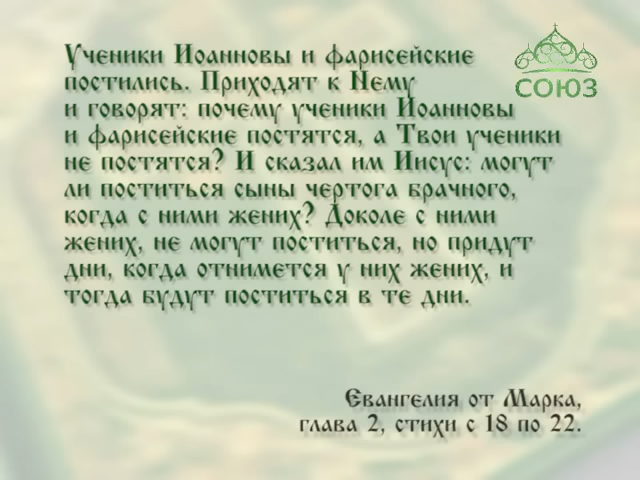 СОЮЗ
Ученики Иоанновы и фарисейские
постились. Приходят к Нему
и говорят: почему ученики Иоанновы
и фарисейские постятся, а Твои ученики
не постятся? И сказал им Иисус: могут
ли поститься сыны чертога брачного,
когда с ними жених? Доколе с ними
жених, не могут поститься, но придут
дни, когда отнимется у них жених, и
тогда будут поститься в те дни.
Евангелия от Марка,
глава 2, стихи с 18 по 22.